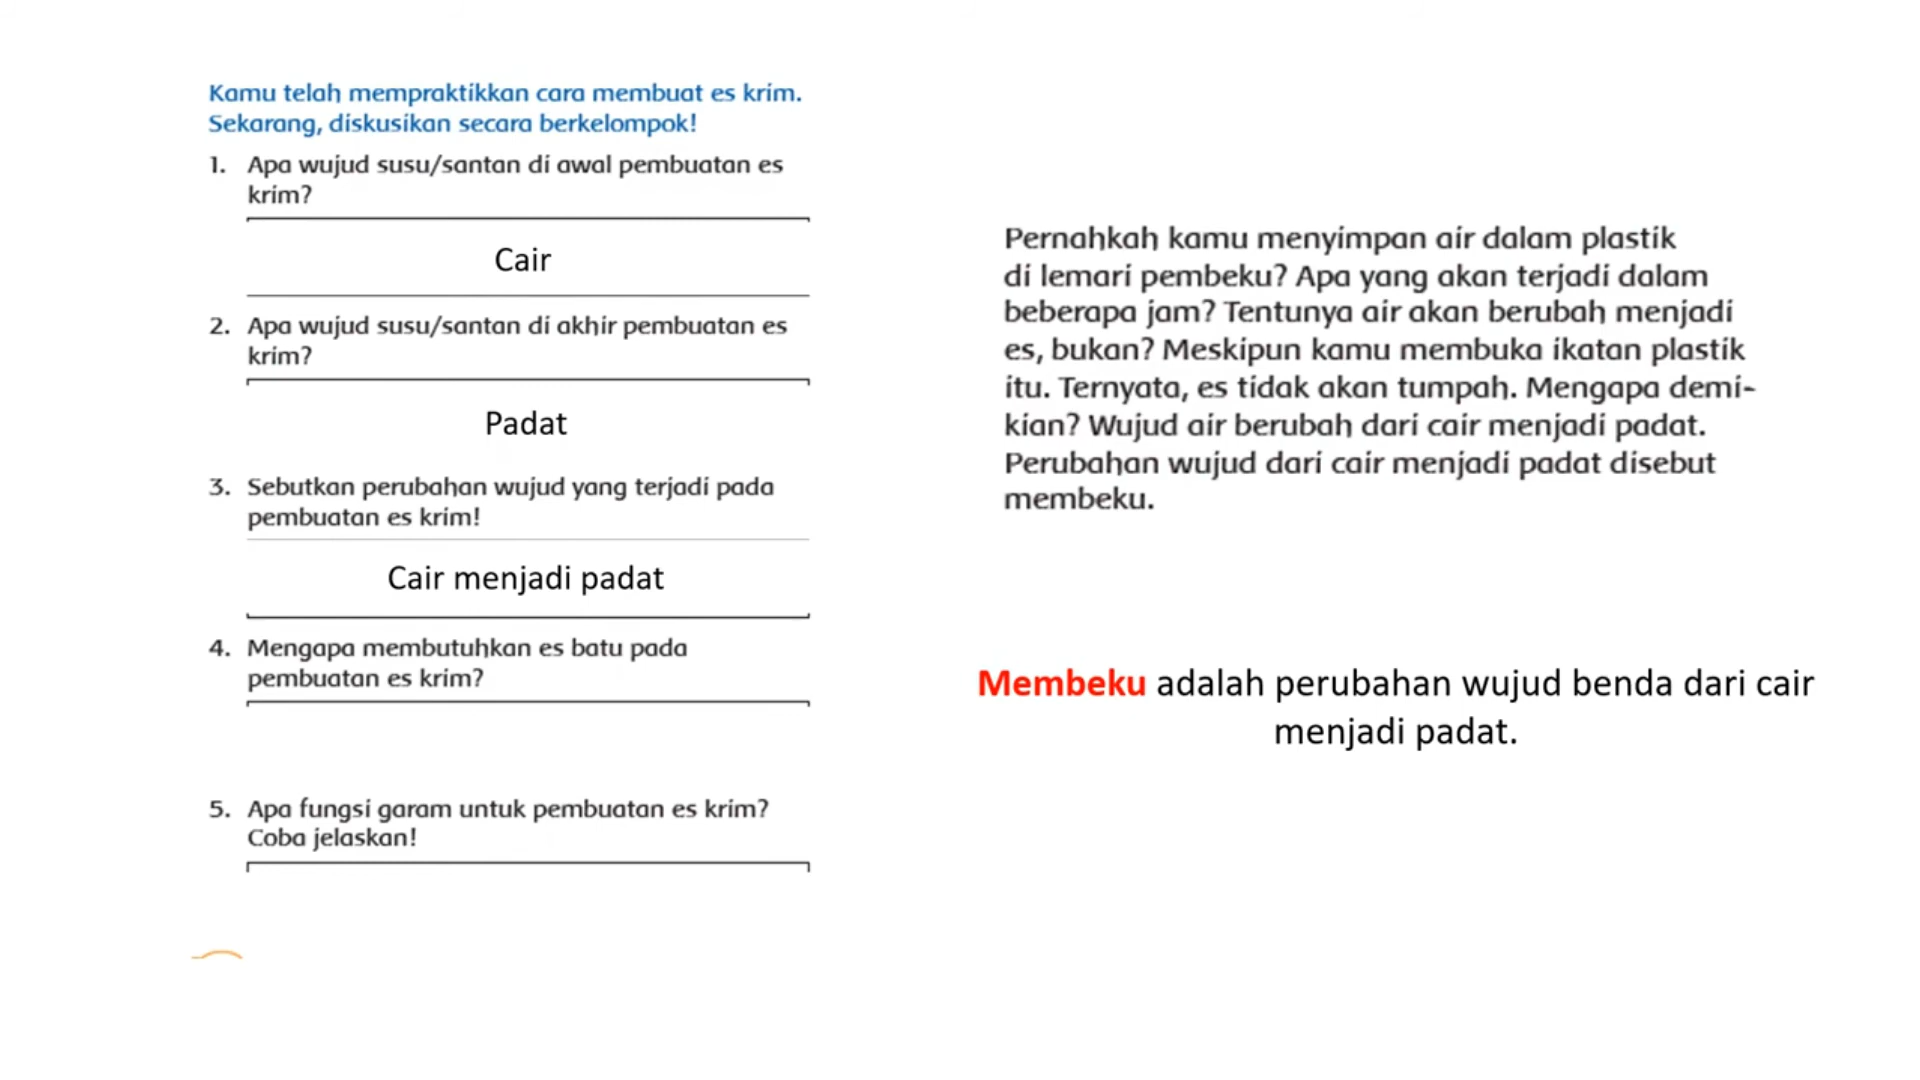 Kamu telah mempraktikkan cara membuat es krim.
Sekarang, diskusikan secara berkelompok!
1. Apa wujud susu/santan di awal pembuatan es
krim?
Cair
2. Apa wujud susu/santan di akhir pembuatan es
krim?
Padat
3. Sebutkan perubahan wujud yang terjadi pada
pembuatan es krim!
Cair menjadi padat
4. Mengapa membutuhkan es batu pada
pembuatan es krim?
5. Apa fungsi garam untuk pembuatan es krim?
Coba jelaskan!
Pernahkah kamu menyimpan air dalam plastik
di lemari pembeku? Apa yang akan terjadi dalam
beberapa jam? Tentunya air akan berubah menjadi
es, bukan? Meskipun kamu membuka ikatan plastik
itu. Ternyata, es tidak akan tumpah. Mengapa demi-
kian? Wujud air berubah dari cair menjadi padat.
Perubahan wujud dari cair menjadi padat disebut
membeku.
Membeku adalah perubahan wujud benda dari cair
menjadi padat.